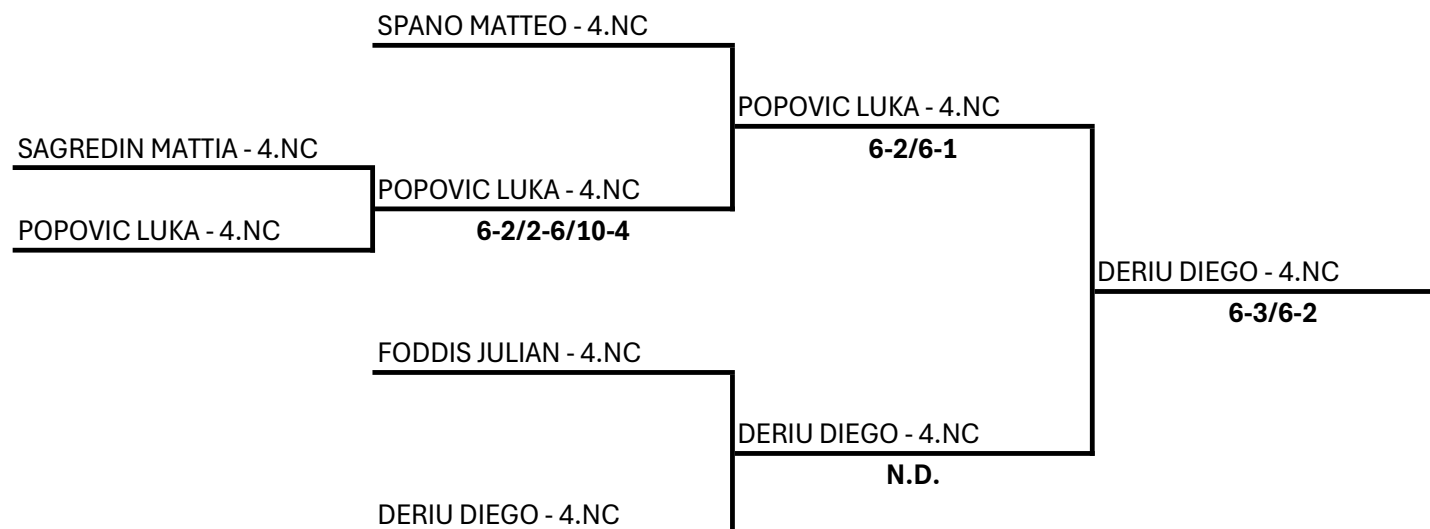 SPANO MATTEO - 4.NC
POPOVIC LUKA - 4.NC
6-2/6-1
SAGREDIN MATTIA - 4.NC
POPOVIC LUKA - 4.NC
POPOVIC LUKA - 4.NC
6-2/2-6/10-4
DERIU DIEGO - 4.NC
6-3/6-2
FODDIS JULIAN - 4.NC
DERIU DIEGO - 4.NC
N.D.
DERIU DIEGO - 4.NC